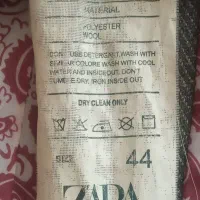 MATERIAL
POLYESTER
WOOL
USE DETERGENT, WASH WITH
COLORS WASH WITH COOL
WATER AND INSIDE OUT, DON'T
TUMBLE DRY, IRON INSIDE OUT
DRY CLEAN ONLY
SIZE 44
ZARA